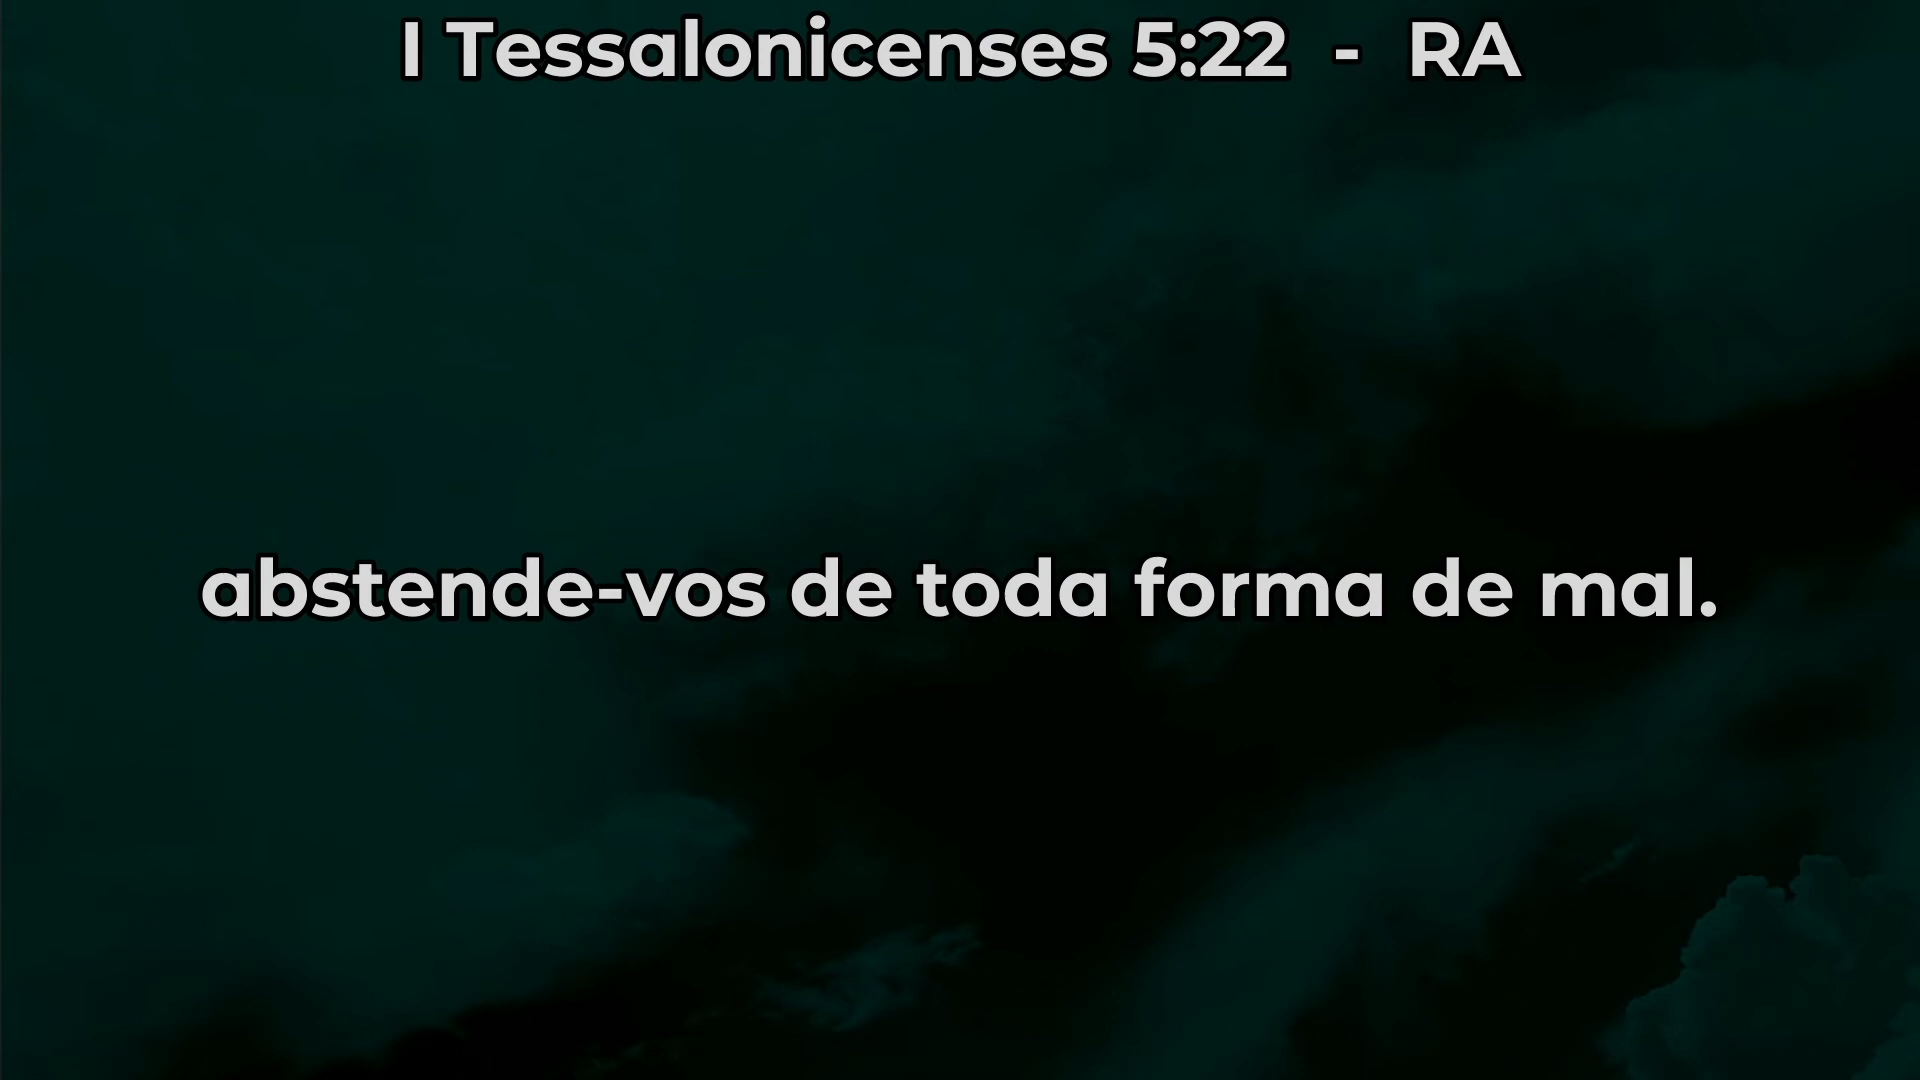 I Tessalonicenses 5:22 - RA
abstende-vos de toda forma de mal.